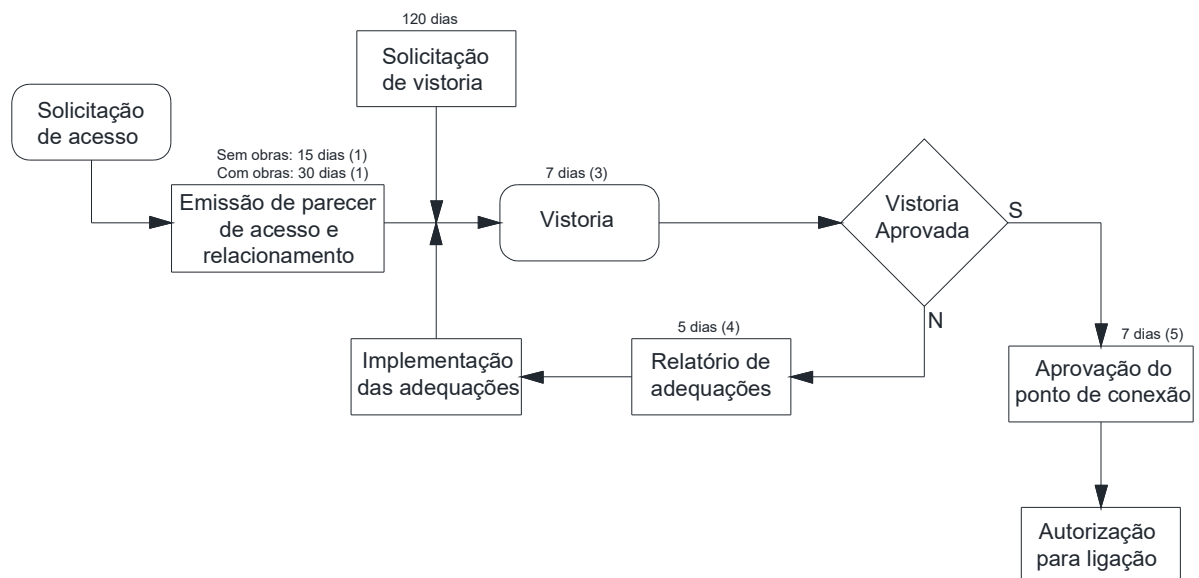 120 dias
Solicitação
de vistoria
Solicitação
de acesso
Sem obras: 15 dias (1)
Com obras: 30 dias (1)
Emissão de parecer
de acesso e
relacionamento
7 dias (3)
Vistoria
Vistoria
Aprovada
S
N
Implementação
das adequações
5 dias (4)
Relatório de
adequações
7 dias (5)
Aprovação do
ponto de conexão
Autorização
para ligação